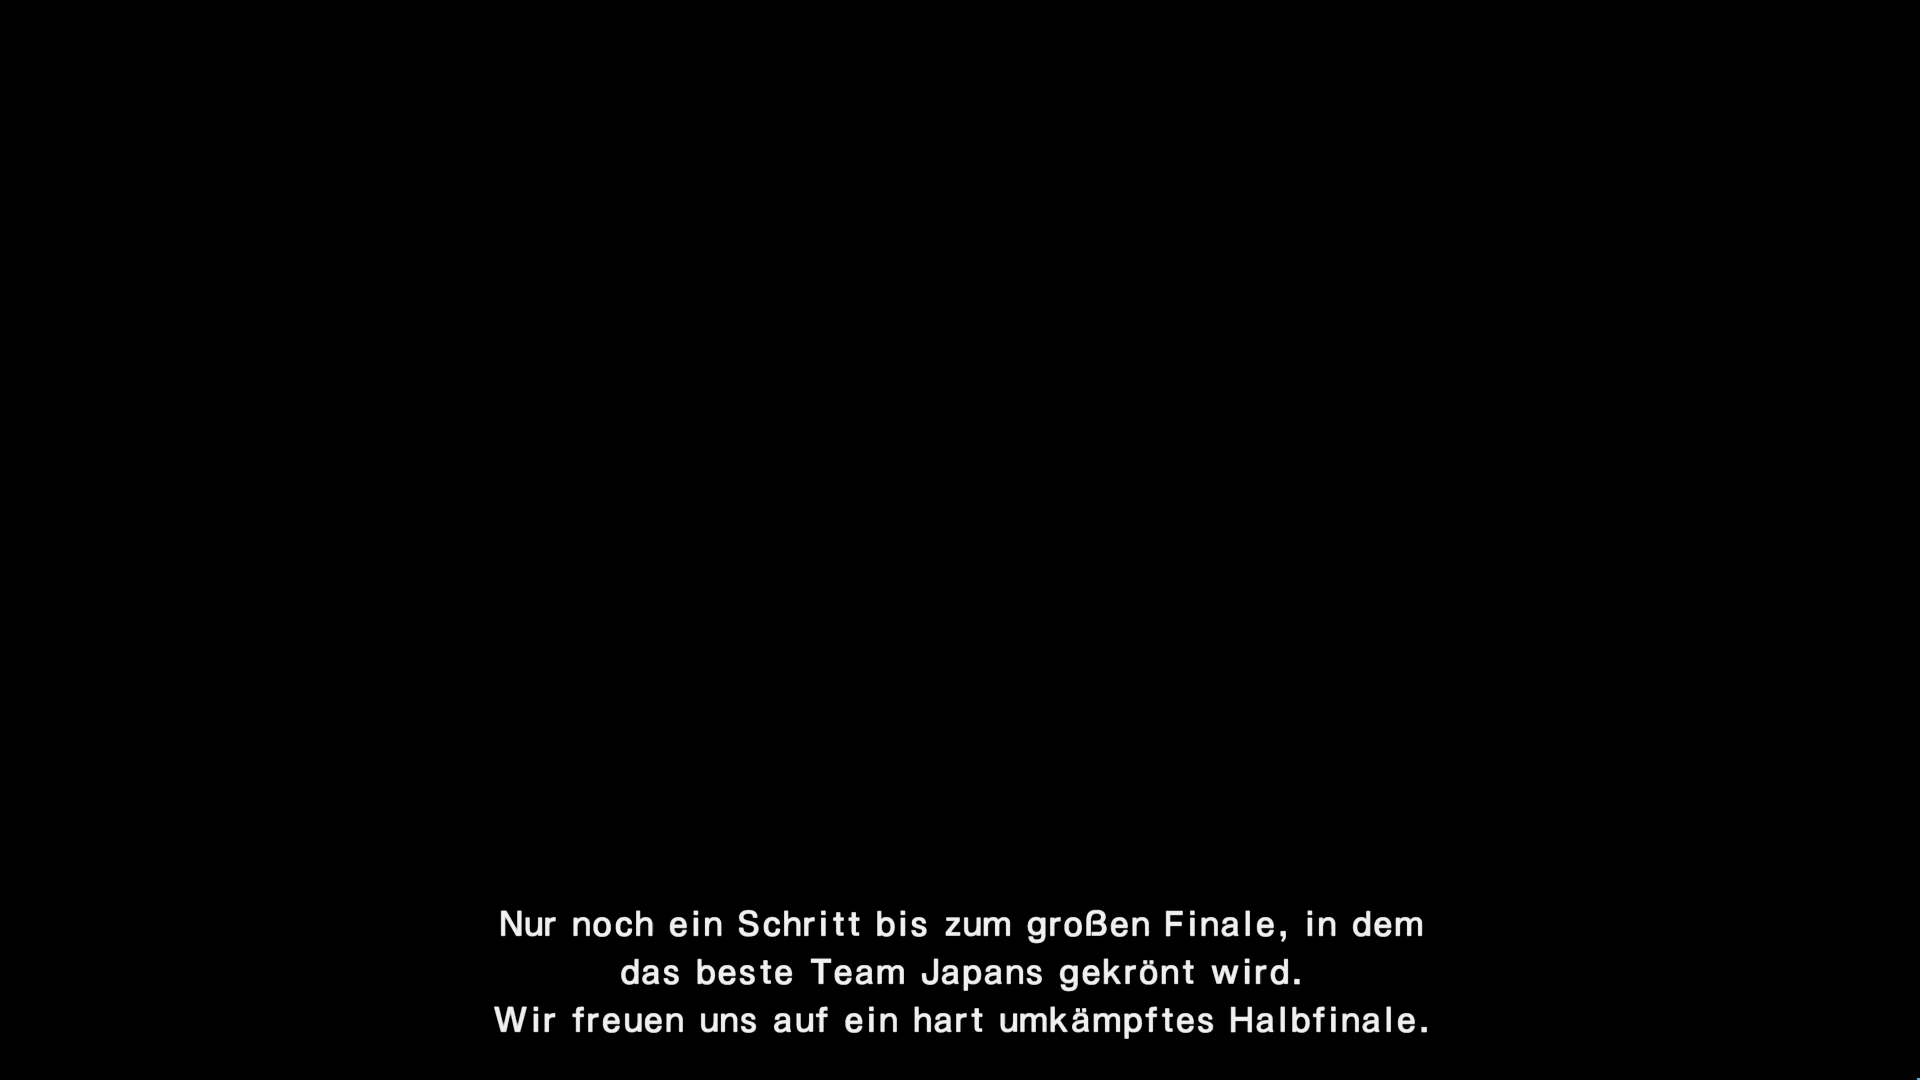 Nur noch ein Schritt bis zum großen Finale, in dem
das beste Team Japans gekrönt wird.
Wir freuen uns auf ein hart umkämpftes Halbfinale.